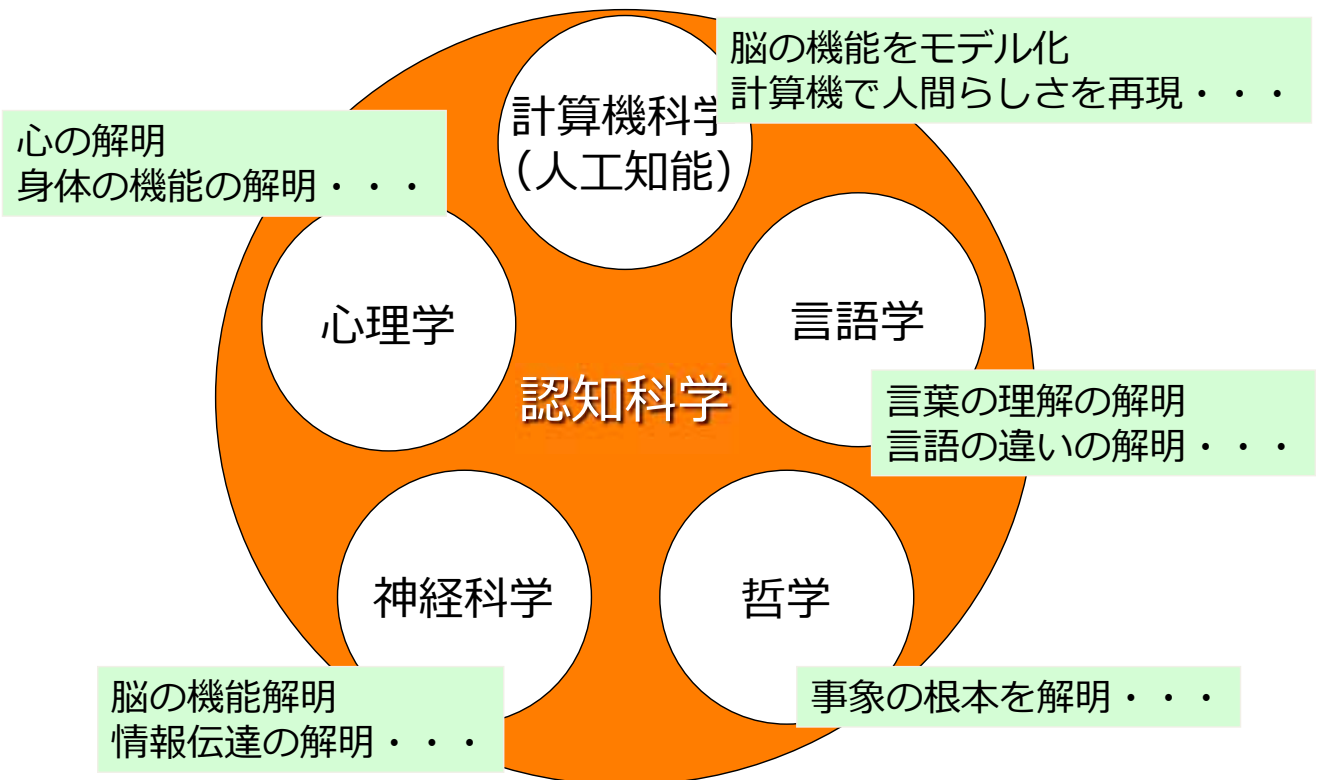 脳の機能をモデル化
計算機で人間らしさを再現・・・
計算機科学
（人工知能）
心の解明
身体の機能の解明・・・
心理学
言語学
認知科学
言葉の理解の解明
言語の違いの解明・・・
神経科学
哲学
脳の機能解明
情報伝達の解明・・・
事象の根本を解明・・・